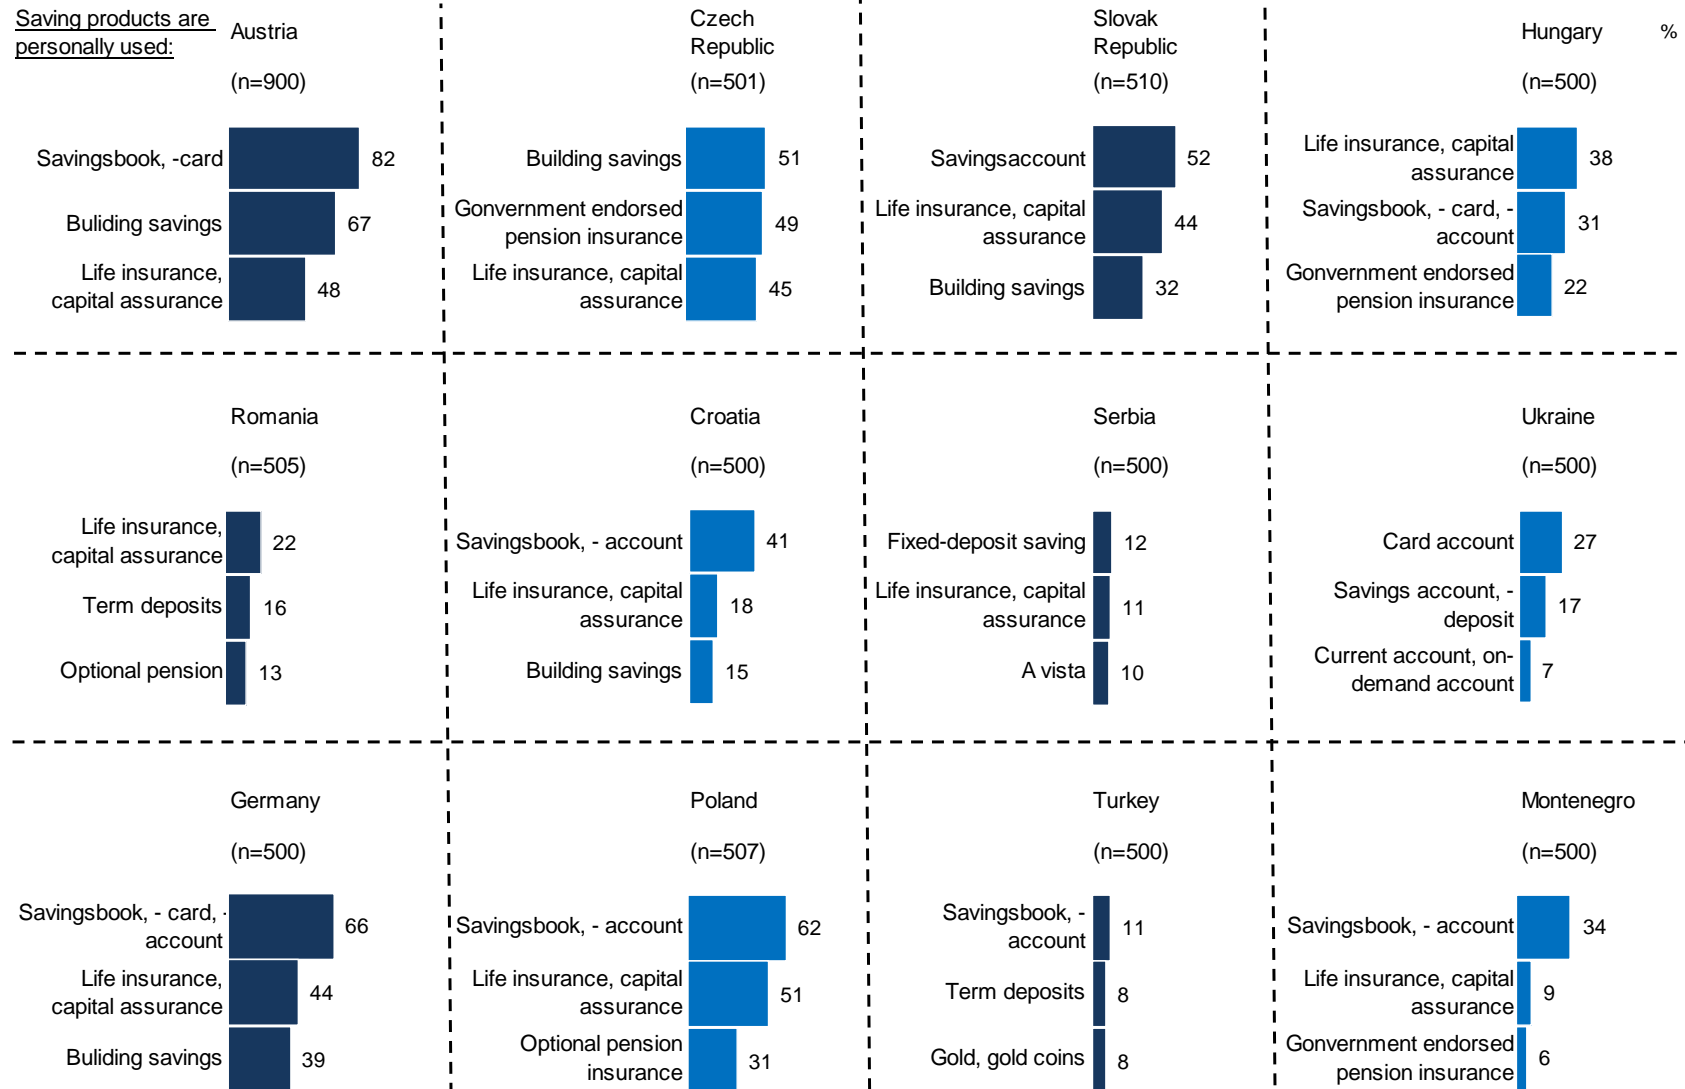 Saving products are
personally used:
Austria
(n=900)
Savingsbook, -card
82
Buliding savings
67
Life insurance,
capital assurance
48
Czech
Republic
(n=501)
Building savings
51
Gonvernment endorsed
pension insurance
49
Life insurance, capital
assurance
45
Slovak
Republic
(n=510)
Savingsaccount
52
Life insurance, capital
assurance
44
Building savings
32
Hungary
%
(n=500)
Life insurance, capital
assurance
38
Savingsbook, - card, -
account
31
Gonvernment endorsed
pension insurance
22
Romania
(n=505)
Life insurance,
capital assurance
22
Term deposits
16
Optional pension
13
Croatia
(n=500)
Savingsbook, - account
41
Life insurance, capital
assurance
18
Building savings
15
Serbia
(n=500)
Fixed-deposit saving
12
Life insurance, capital
assurance
11
A vista
10
Ukraine
(n=500)
Card account
27
Savings account, -
deposit
17
Current account, on-
demand account
7
Germany
(n=500)
Savingsbook, - card, -
account
66
Life insurance,
capital assurance
44
Buliding savings
39
Poland
(n=507)
Savingsbook, - account
62
Life insurance, capital
assurance
51
Optional pension
insurance
31
Turkey
(n=500)
Savingsbook, -
account
11
Term deposits
8
Gold, gold coins
8
Montenegro
(n=500)
Savingsbook, - account
34
Life insurance, capital
assurance
9
Gonvernment endorsed
pension insurance
6